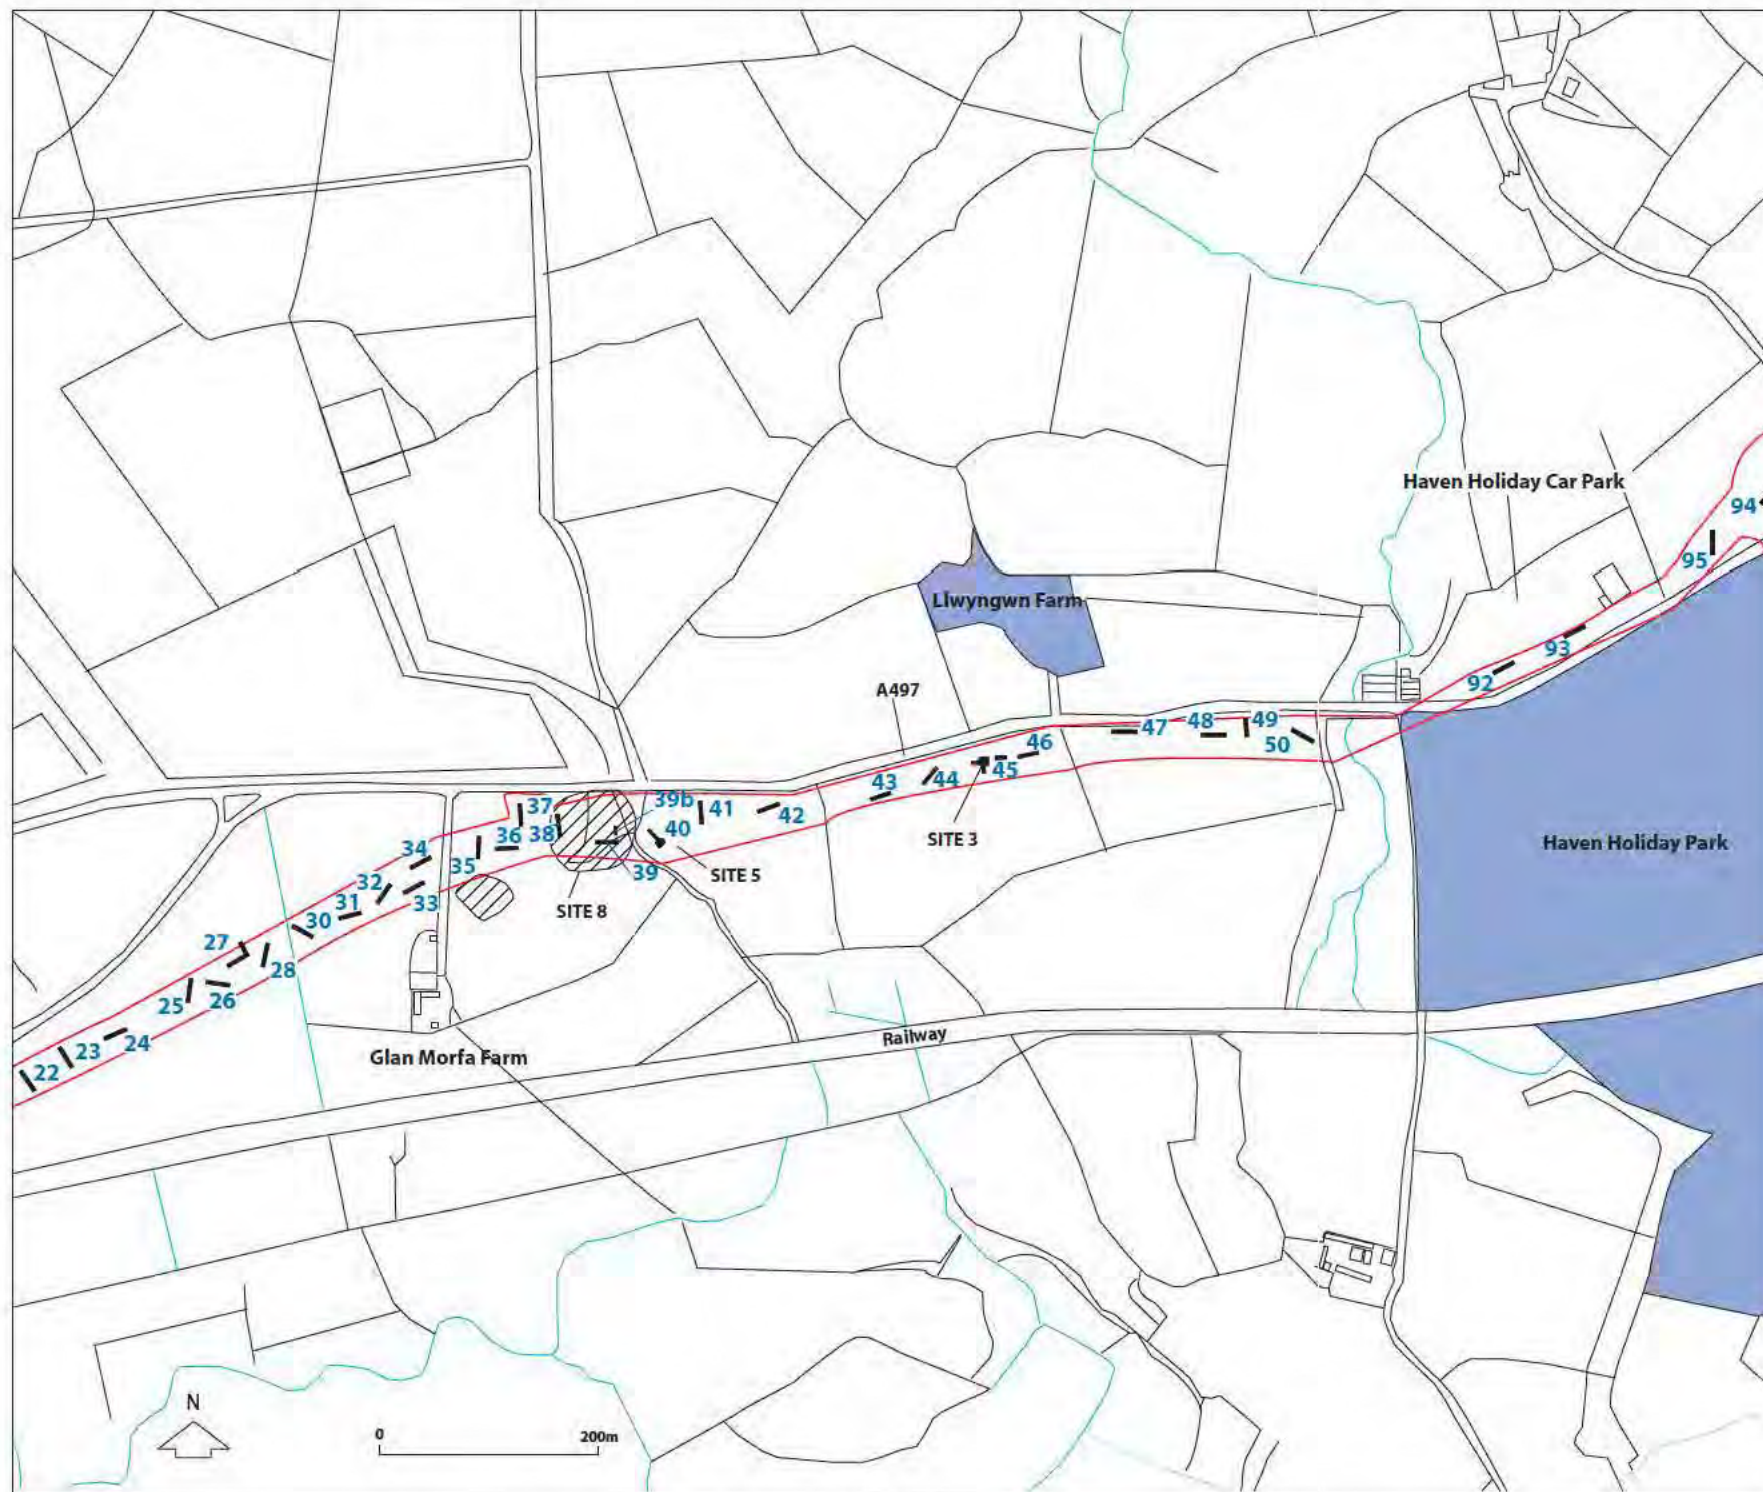 Haven Holiday Car Park
94
95
Llwyngwn Farm
93
92
A497
47
48
49
50
46
45
44
43
SITE 3
42
41
39b
40
39
SITE 5
SITE 8
37
38
36
35
34
33
32
31
30
28
27
26
25
24
23
22
Haven Holiday Park
Railway
Glan Morfa Farm
N
0 200m